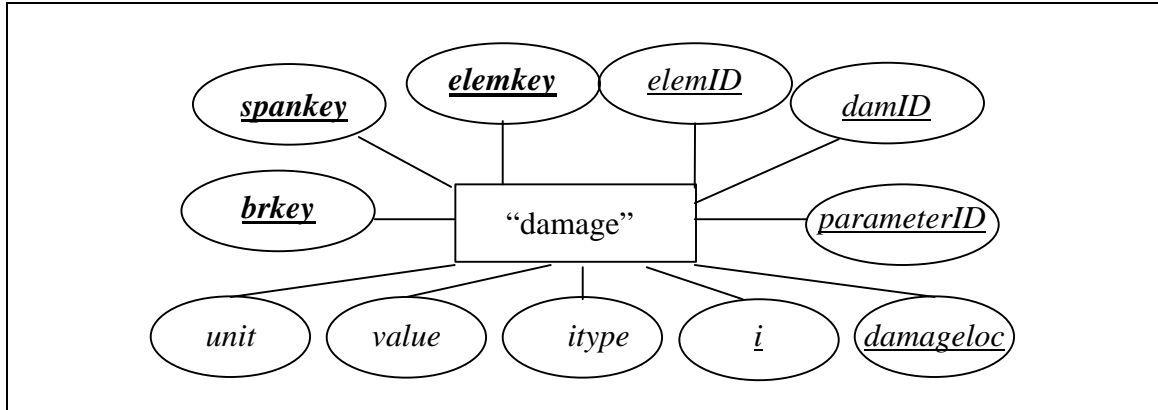 elemkey elemID
spankey damID
brkey "damage" parameterID
unit value itype i damageloc